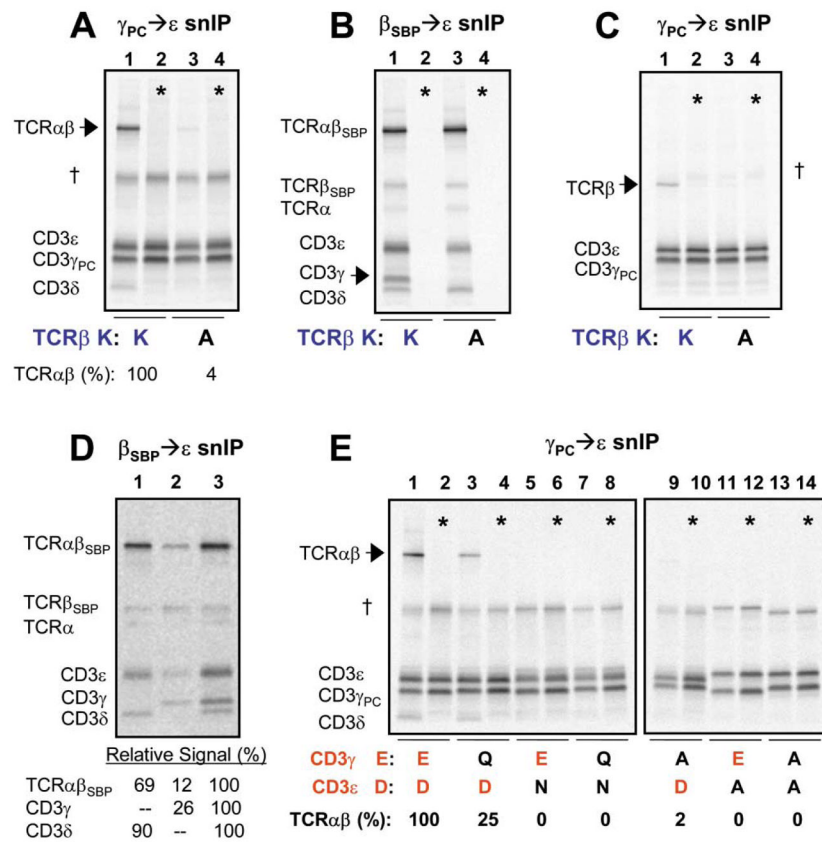 A γPC→ε snIP
1 2 3 4
* *
TCRαβ
†
CD3ε
CD3γPC
CD3δ
TCRβ K: K A
TCRαβ (%): 100 4
B βSBP→ε snIP
1 2 3 4
* *
TCRαβSBP
TCRβSBP
TCRα
CD3ε
CD3γ
CD3δ
TCRβ K: K A
C γPC→ε snIP
1 2 3 4
* *
†
TCRβ
CD3ε
CD3γPC
TCRβ K: K A
D βSBP→ε snIP
1 2 3
TCRαβSBP
TCRβSBP
TCRα
CD3ε
CD3γ
CD3δ
Relative Signal (%)
TCRαβSBP 69 12 100
CD3γ -- 26 100
CD3δ 90 -- 100
E γPC→ε snIP
1 2 3 4 5 6 7 8 9 10 11 12 13 14
* * * * * * *
TCRαβ
†
CD3ε
CD3γPC
CD3δ
CD3γ E: E Q E Q A E A
CD3ε D: D D N N D A A
TCRαβ (%): 100 25 0 0 2 0 0